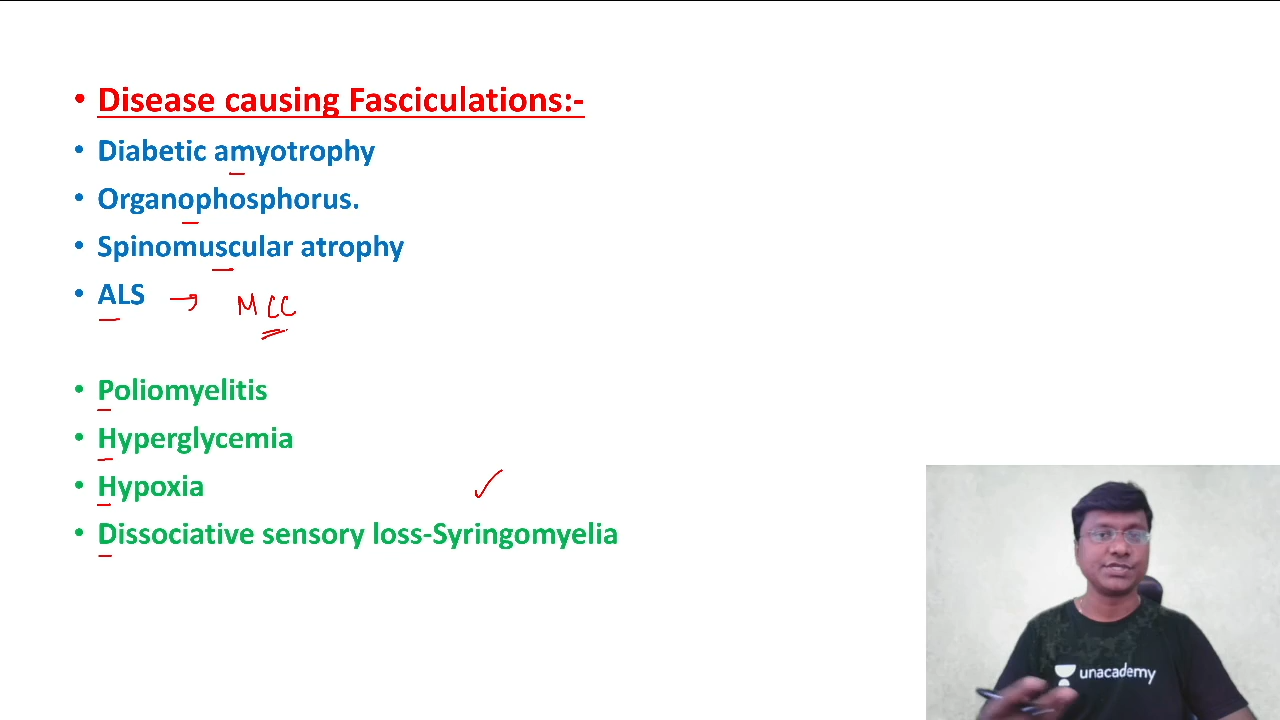 • Disease causing Fasciculations:-
• Diabetic amyotrophy
• Organophosphorus.
• Spinomuscular atrophy
• ALS → MCC
• Poliomyelitis
• Hyperglycemia
• Hypoxia
• Dissociative sensory loss-Syringomyelia
unacademy